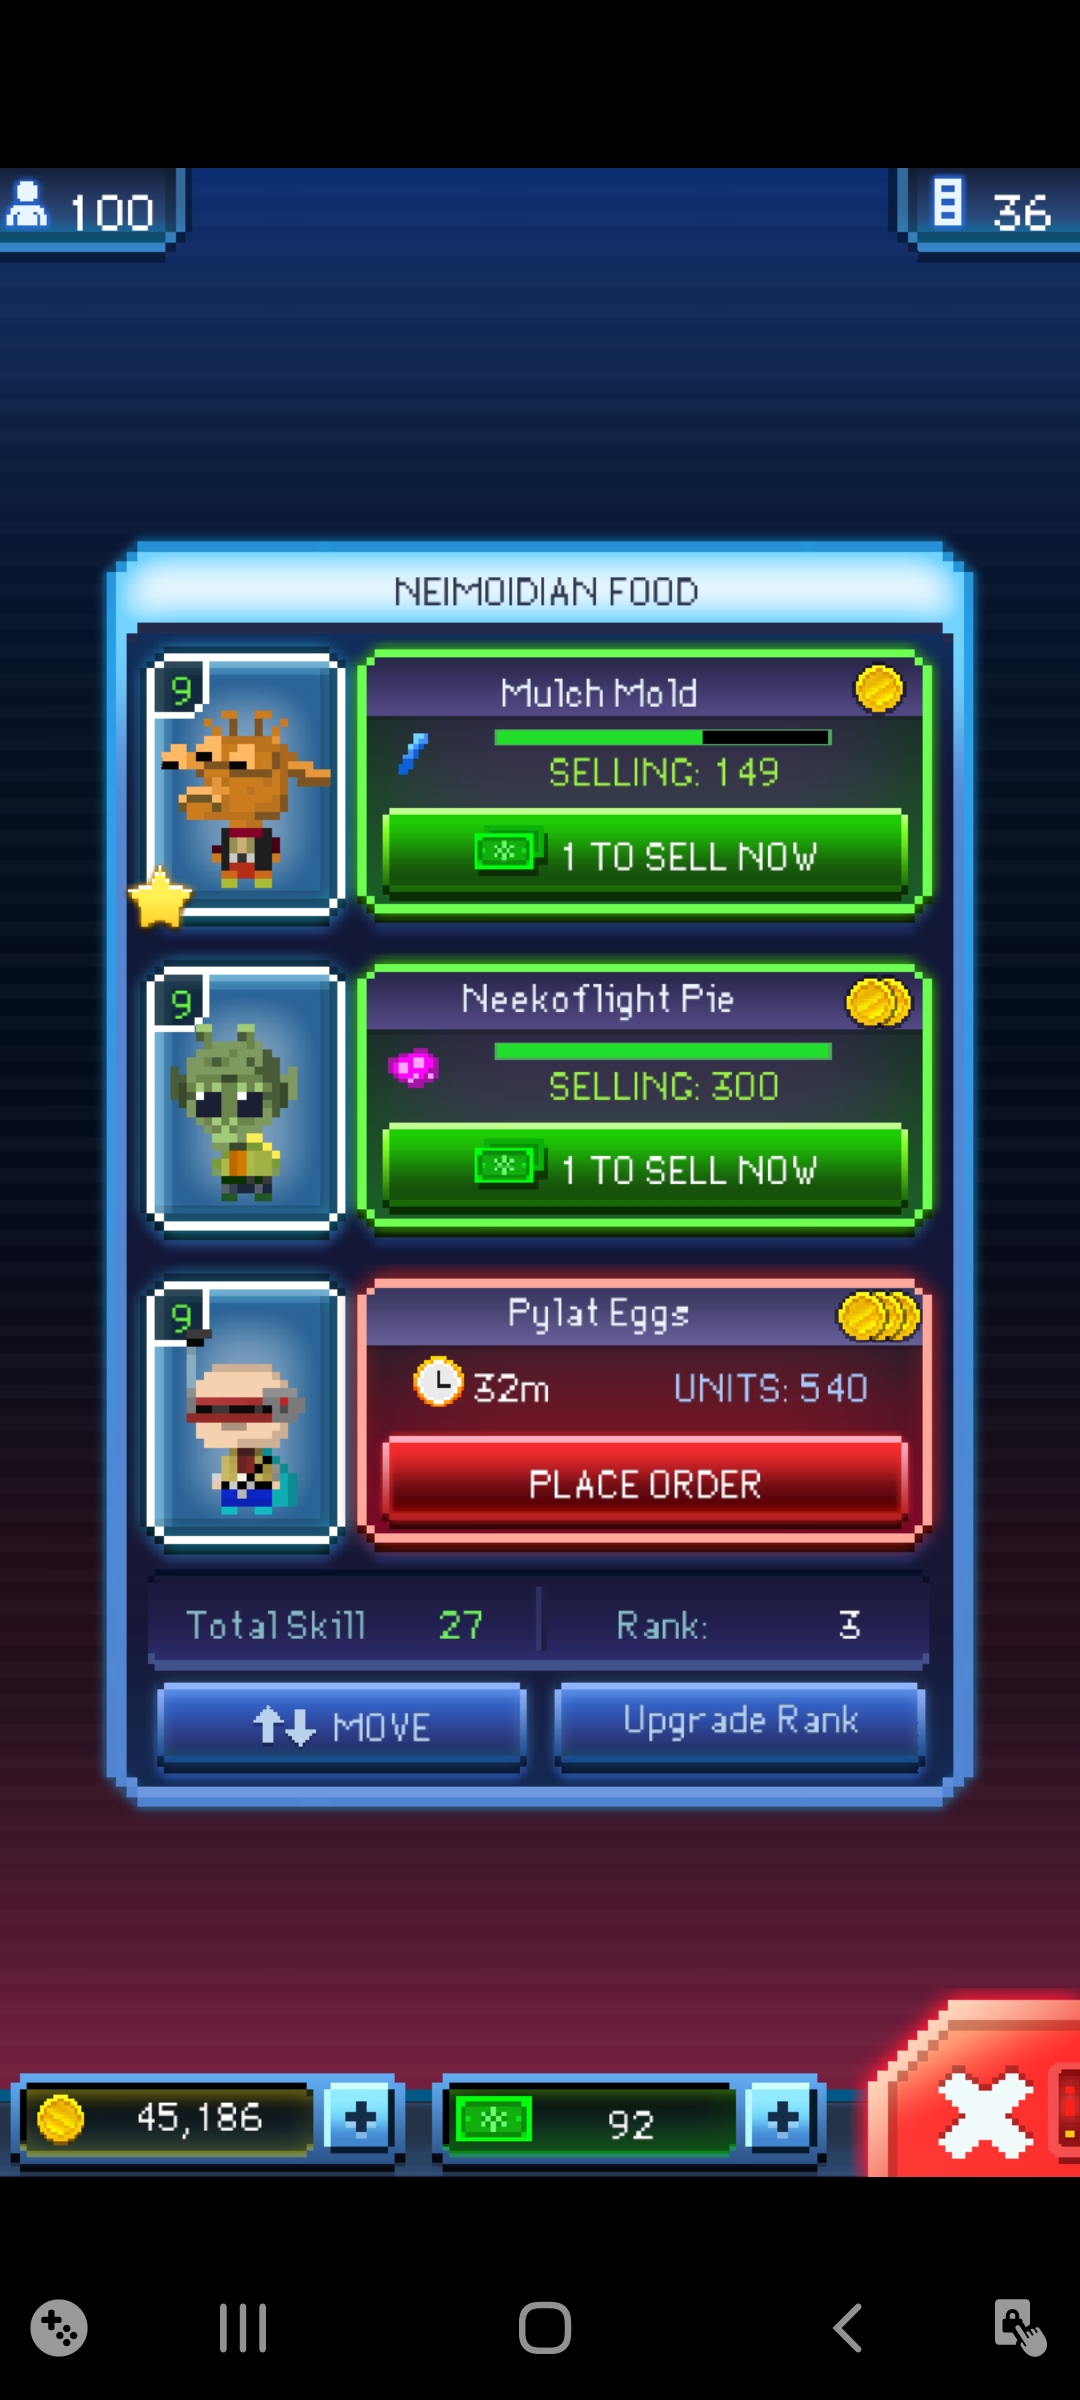 100
36
NEIMOIDIAN FOOD
9
Mulch Mold
SELLING: 149
1 TO SELL NOW
9
Neekoflight Pie
SELLING: 300
1 TO SELL NOW
9
Pylat Eggs
32m UNITS: 540
PLACE ORDER
Total Skill 27 Rank: 3
MOVE Upgrade Rank
45,186 92